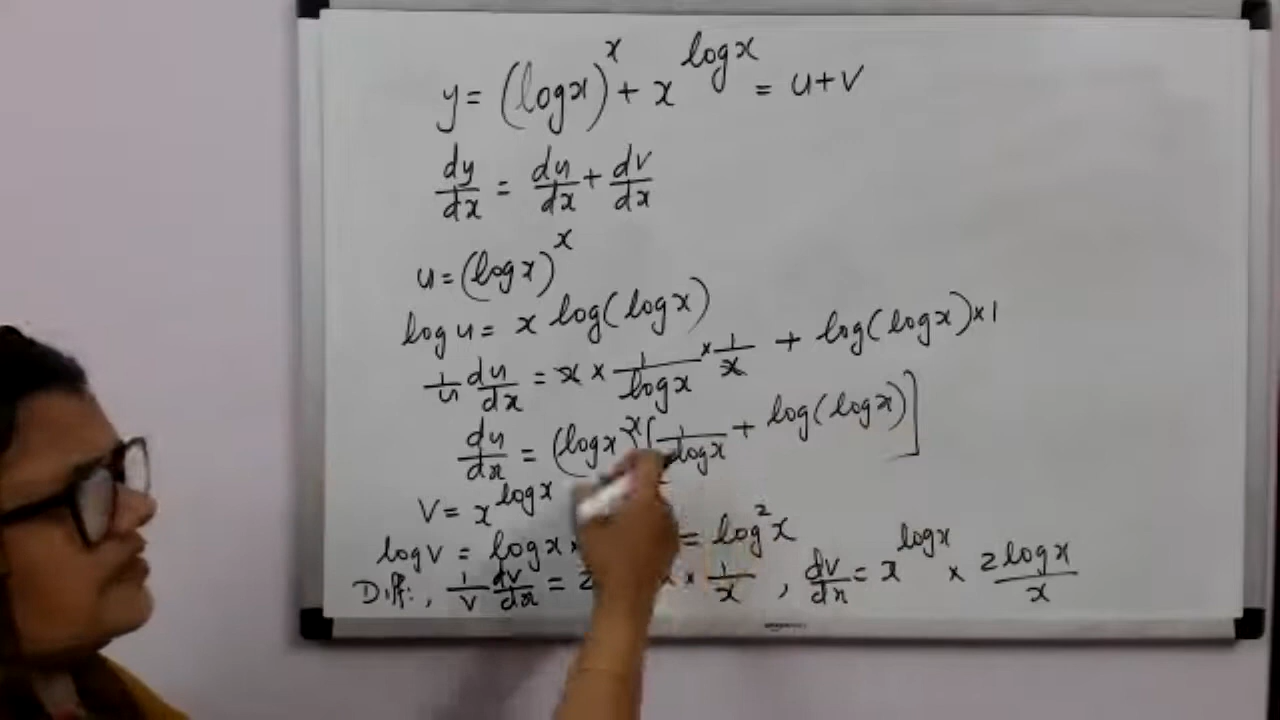 y = (log x)^x + x^{log x} = u + v
dy/dx = du/dx + dv/dx
u = (log x)^x
log u = x log(log x)
1/u du/dx = x × 1/log x × 1/x + log(log x) × 1
du/dx = (log x)^x [1/log x + log(log x)]
v = x^{log x}
log v = log x × = log²x
Diff:, 1/v dv/dx = 2 × 1/x , dv/dx = x^{log x} × 2 log x/x